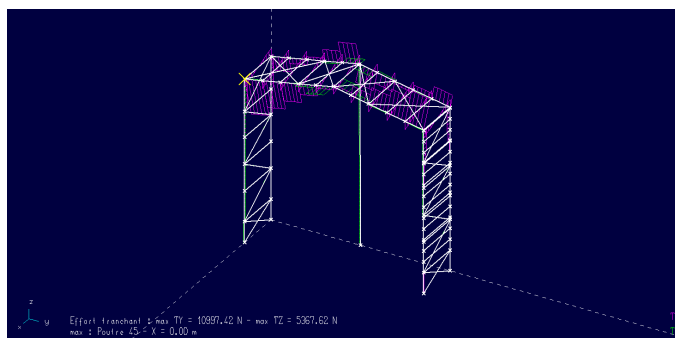 z
y
x
Effort tranchant : max TY = 10997.42 N - max TZ = 5367.62 N
max : Poutre 45 - X = 0.00 m
T
T